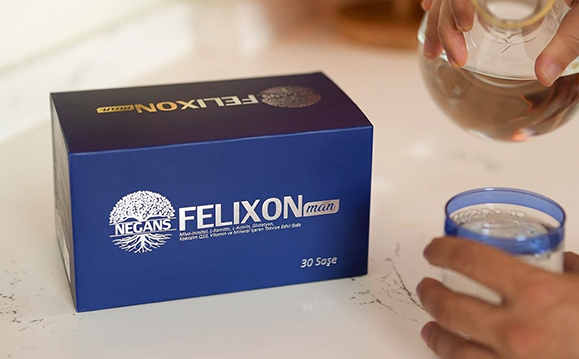 FELIXON man
NEGANS
FELIXON man
Miyo-inositol, L-Karnitin, L-Arjinin, Glutatyon,
Koenzim Q10, Vitamin ve Mineral İçeren Takviye Edici Gıda
30 Saşe